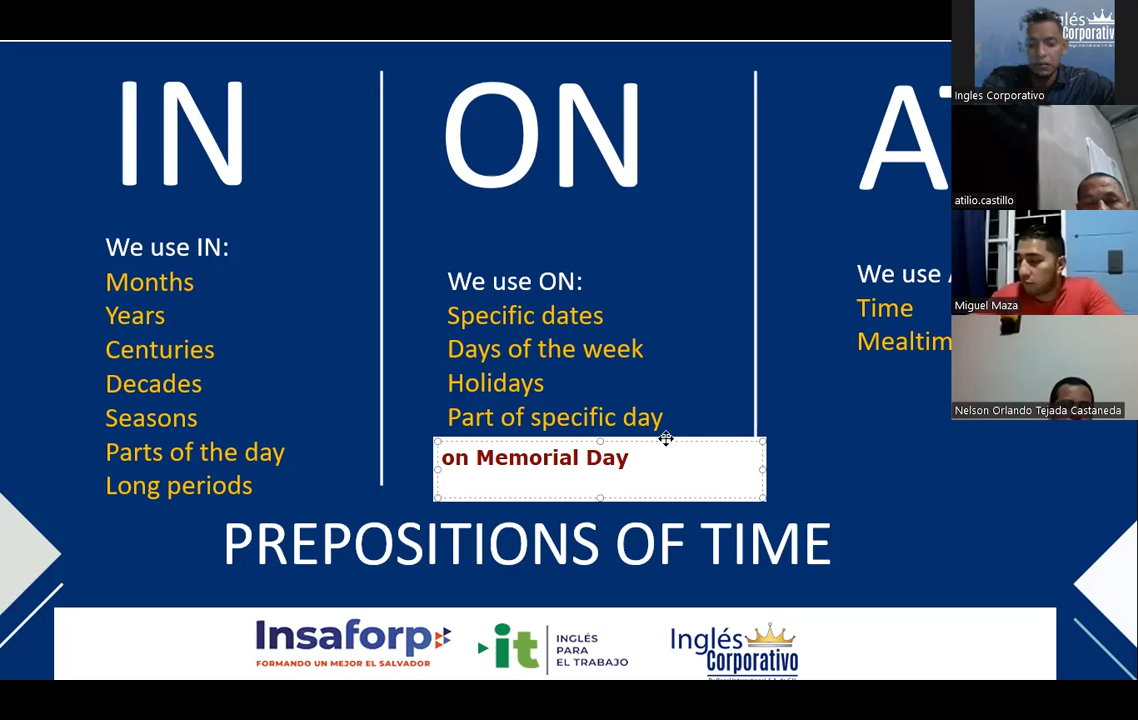 IN
We use IN:
Months
Years
Centuries
Decades
Seasons
Parts of the day
Long periods
ON
We use ON:
Specific dates
Days of the week
Holidays
Part of specific day
on Memorial Day
We use
Time
PREPOSITIONS OF TIME
Insaforp
FORMANDO UN MEJOR EL SALVADOR
it
INGLÉS
PARA
EL TRABAJO
Inglés
Corporativo
Ingles Corporativo
atilio.castillo
Miguel Maza
Nelson Orlando Tejada Castaneda